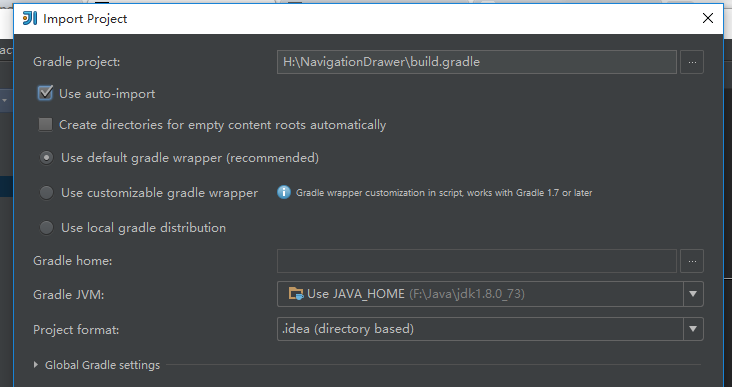 Import Project
act
Gradle project:
H:\NavigationDrawer\build.gradle
...
Use auto-import
Create directories for empty content roots automatically
Use default gradle wrapper (recommended)
Use customizable gradle wrapper
Gradle wrapper customization in script, works with Gradle 1.7 or later
Use local gradle distribution
Gradle home:
...
Gradle JVM:
Use JAVA_HOME (F:\Java\jdk1.8.0_73)
Project format:
.idea (directory based)
Global Gradle settings